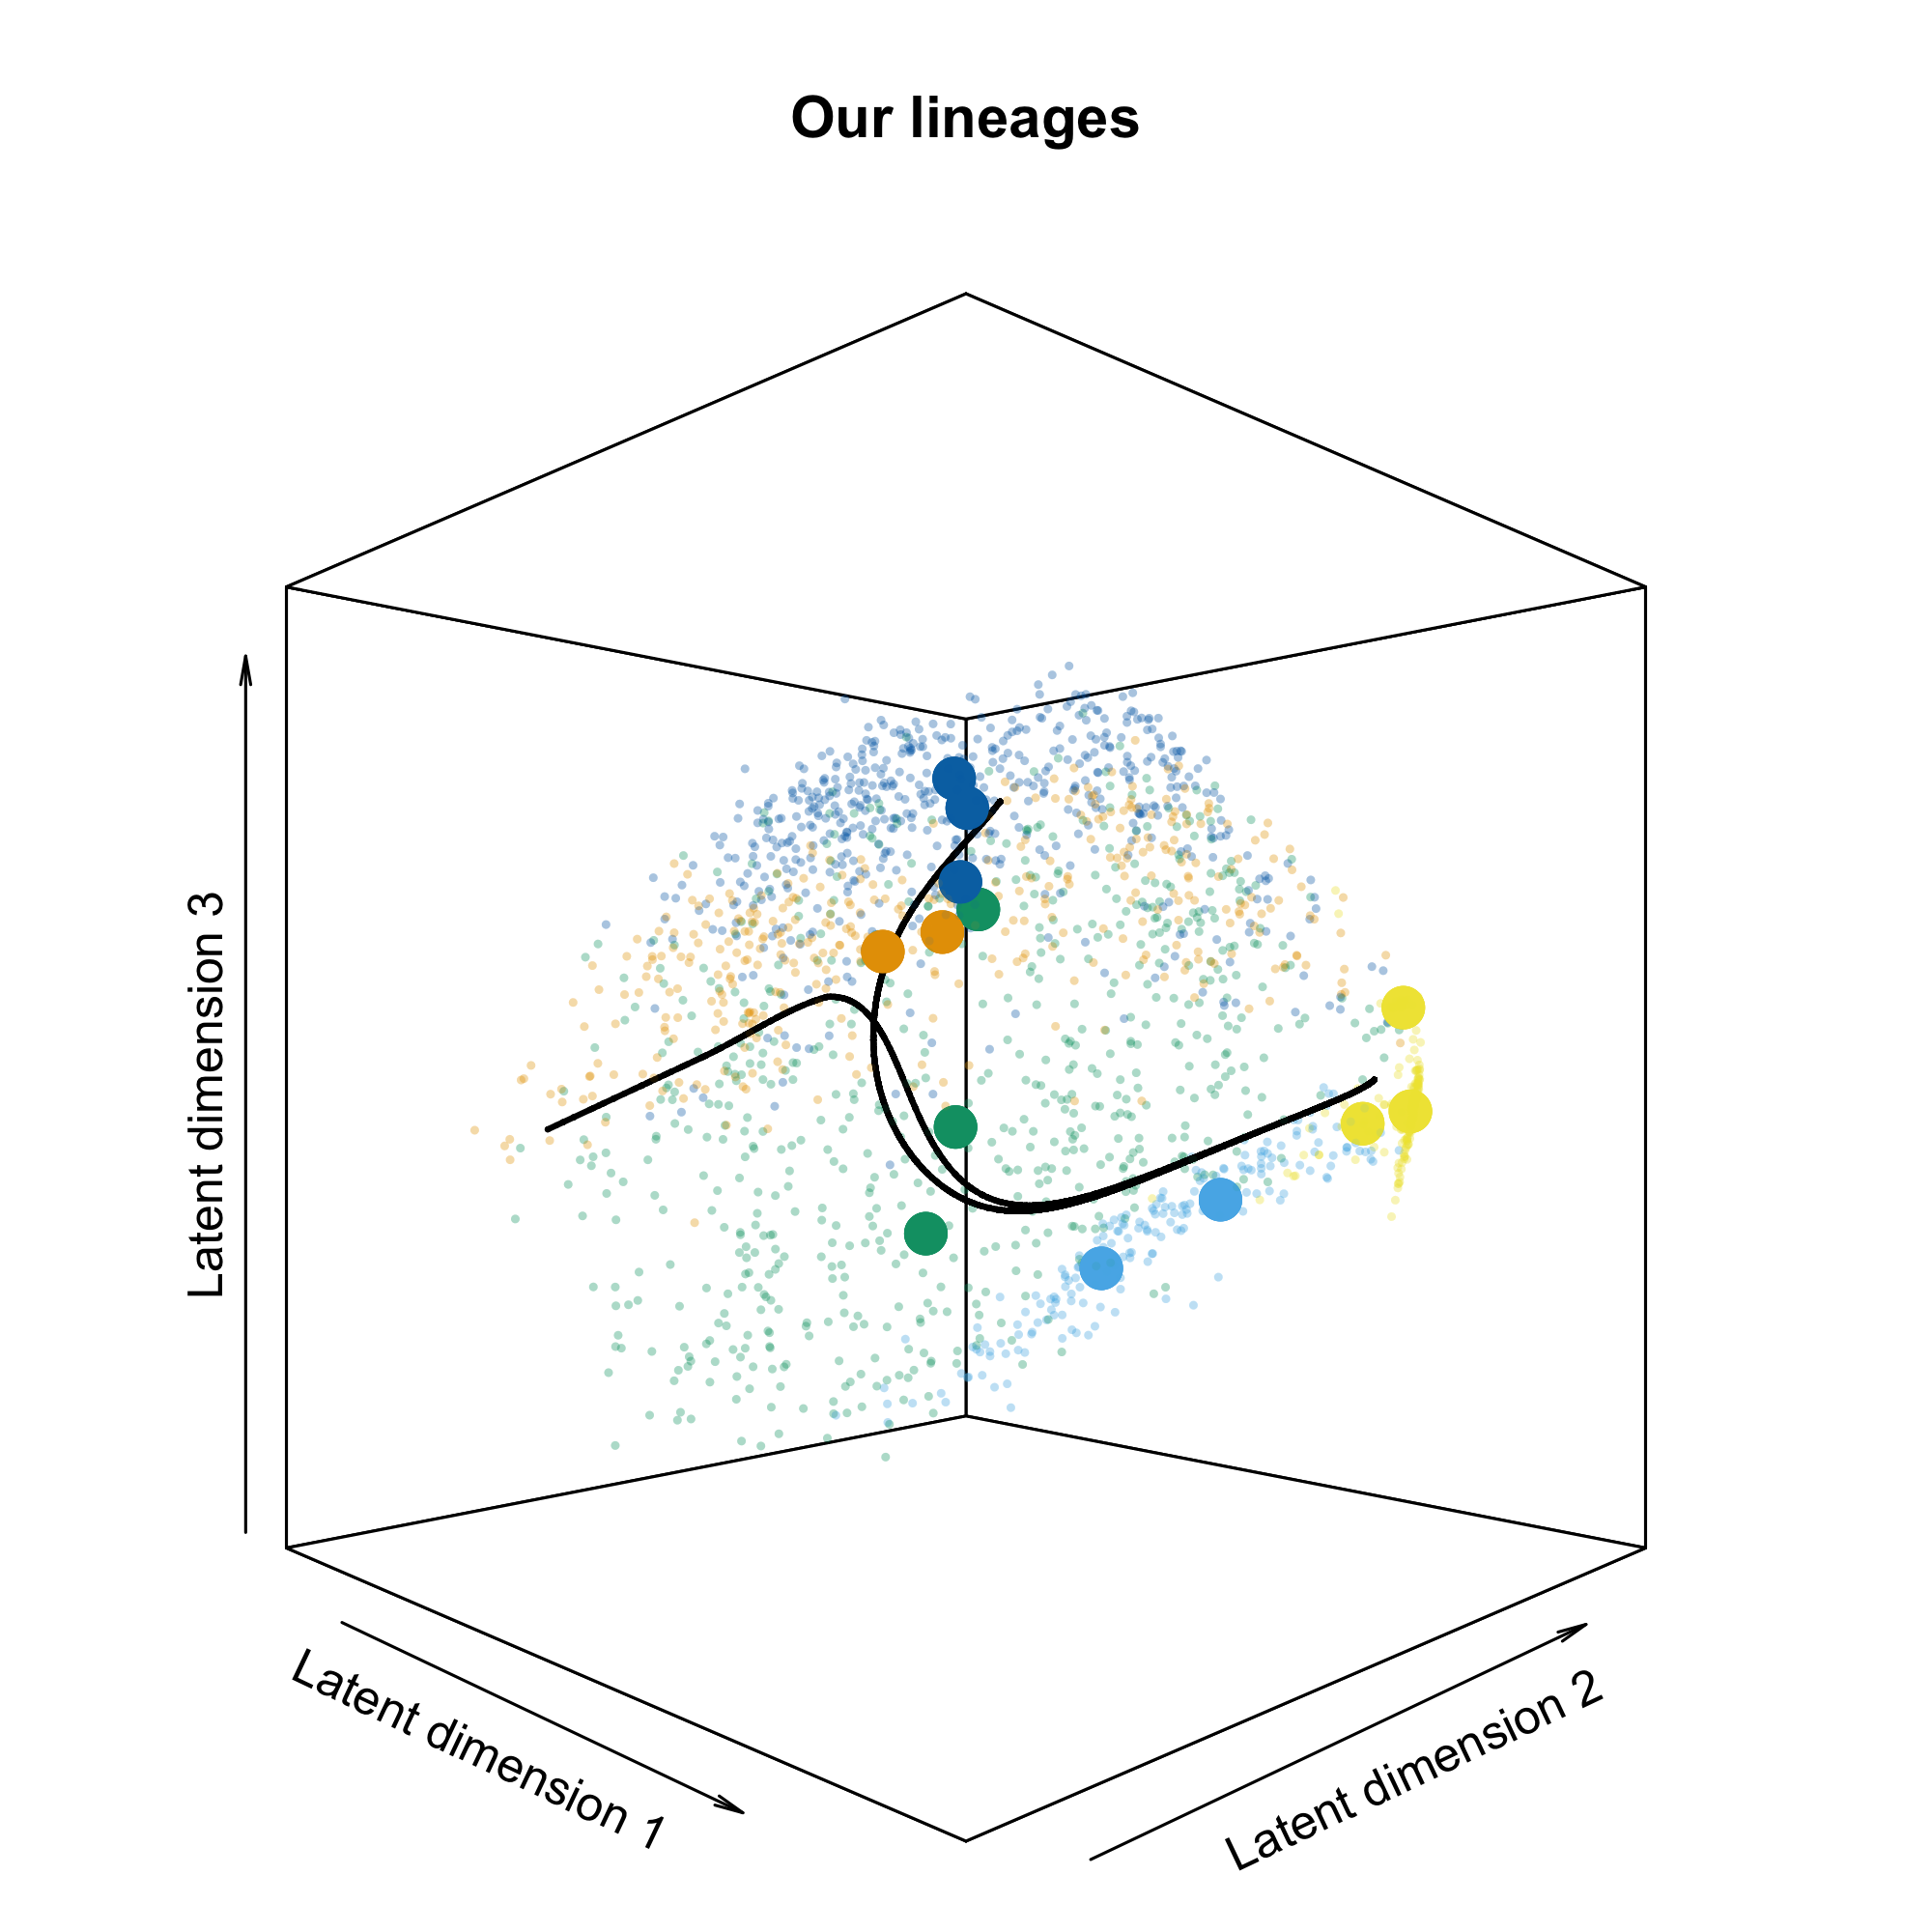 Our lineages
Latent dimension 3
Latent dimension 1
Latent dimension 2